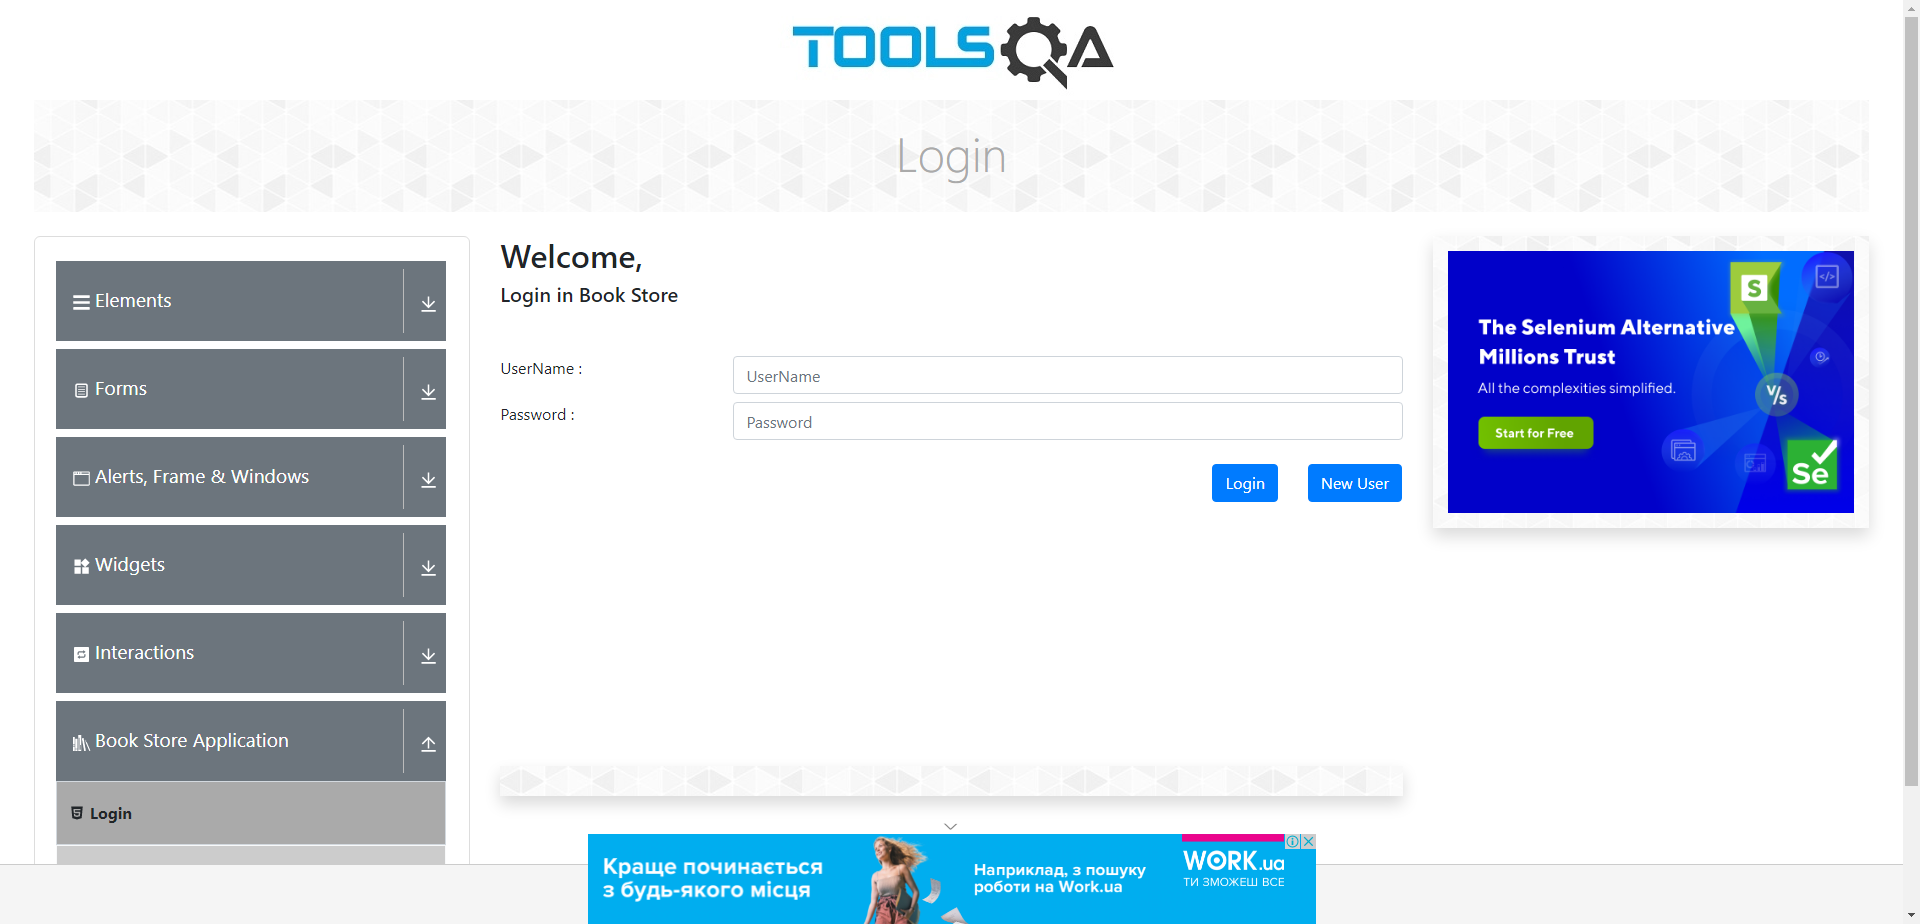 TOOLSQA
Login
Elements
Forms
Alerts, Frame & Windows
Widgets
Interactions
Book Store Application
Login
Welcome,
Login in Book Store
UserName :
UserName
Password :
Password
Login
New User
The Selenium Alternative
Millions Trust
All the complexities simplified.
Start for Free
S
</>
V/s
Se
Краще починається
з будь-якого місця
Наприклад, з пошуку
роботи на Work.ua
WORK.ua
ТИ ЗМОЖЕШ ВСЕ